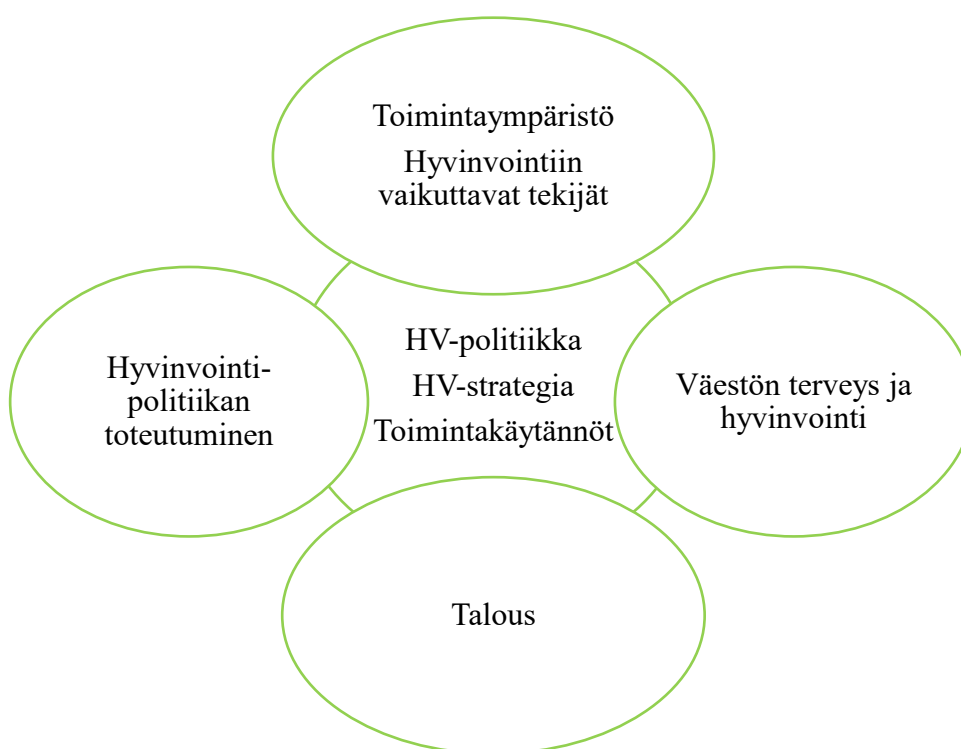 Toimintaympäristö
Hyvinvointiin
vaikuttavat tekijät
HV-politiikka
HV-strategia
Toimintakäytännöt
Hyvinvointi-
politiikan
toteutuminen
Väestön terveys ja
hyvinvointi
Talous